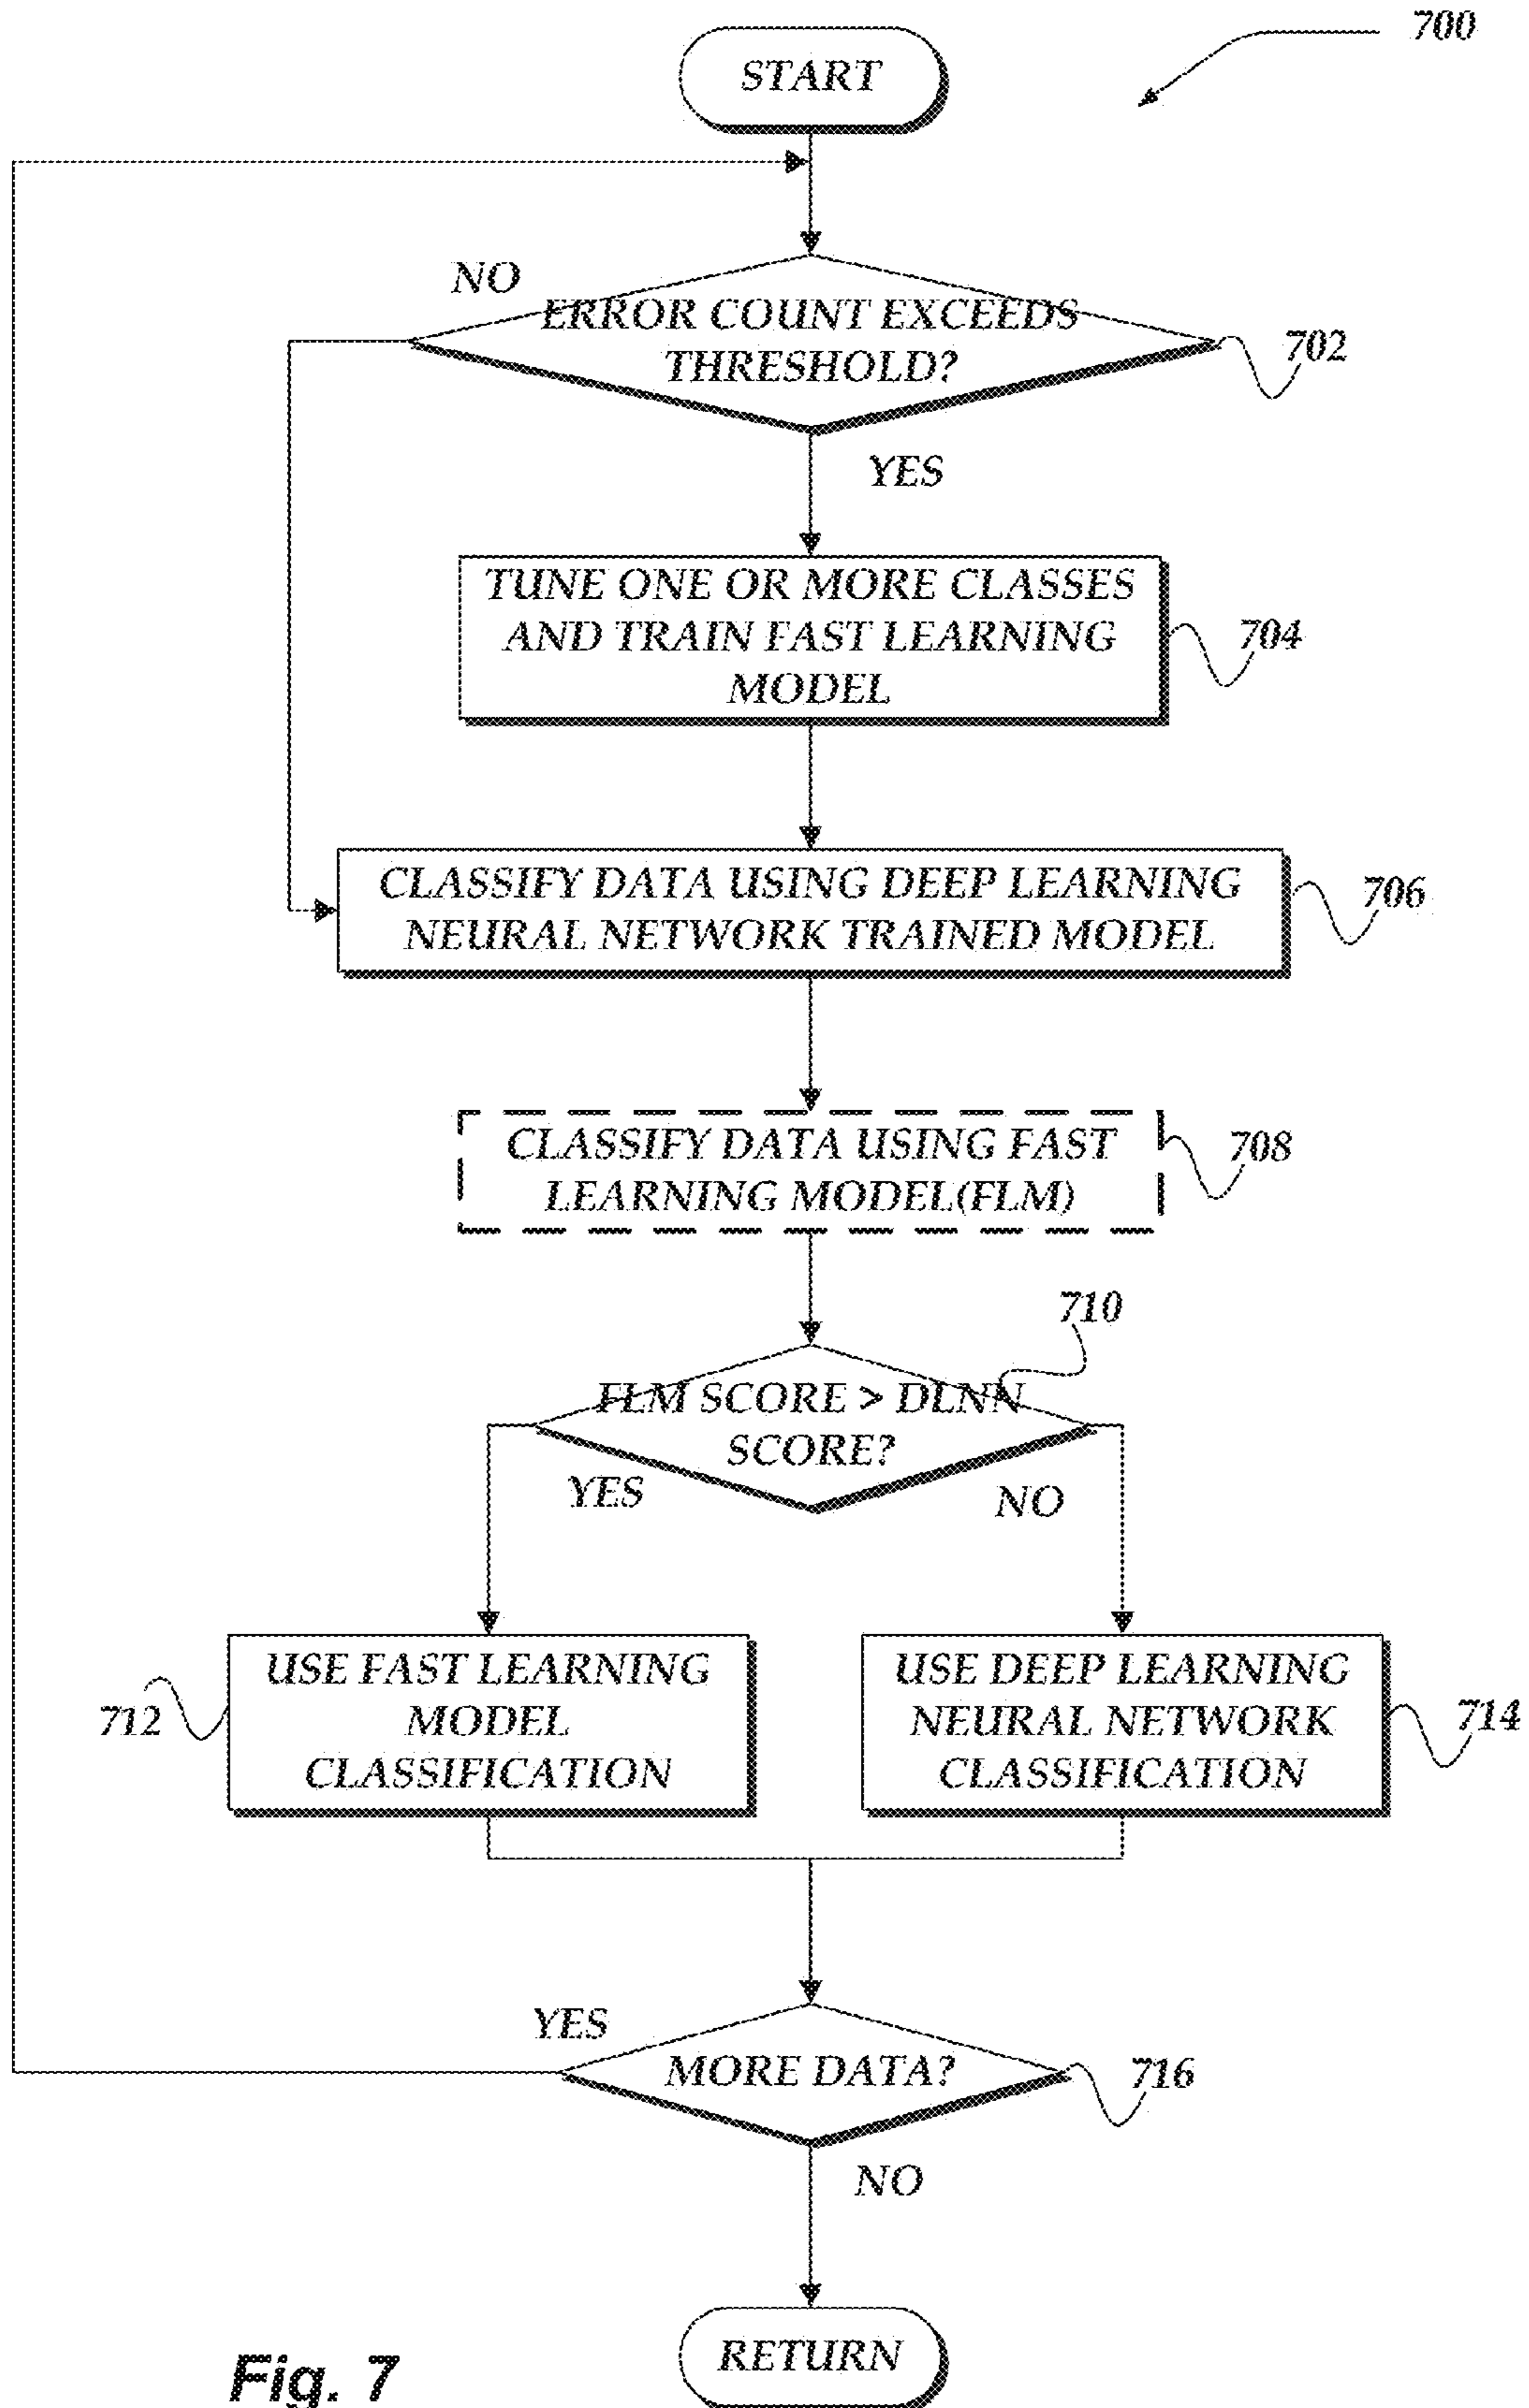 700
START
NO
ERROR COUNT EXCEEDS
THRESHOLD?
702
YES
TUNE ONE OR MORE CLASSES
AND TRAIN FAST LEARNING
MODEL
704
CLASSIFY DATA USING DEEP LEARNING
NEURAL NETWORK TRAINED MODEL
706
CLASSIFY DATA USING FAST
LEARNING MODEL(FLM)
708
710
FLM SCORE > DLNN
SCORE?
YES
NO
USE FAST LEARNING
MODEL
CLASSIFICATION
712
USE DEEP LEARNING
NEURAL NETWORK
CLASSIFICATION
714
YES
MORE DATA?
716
NO
RETURN
Fig. 7